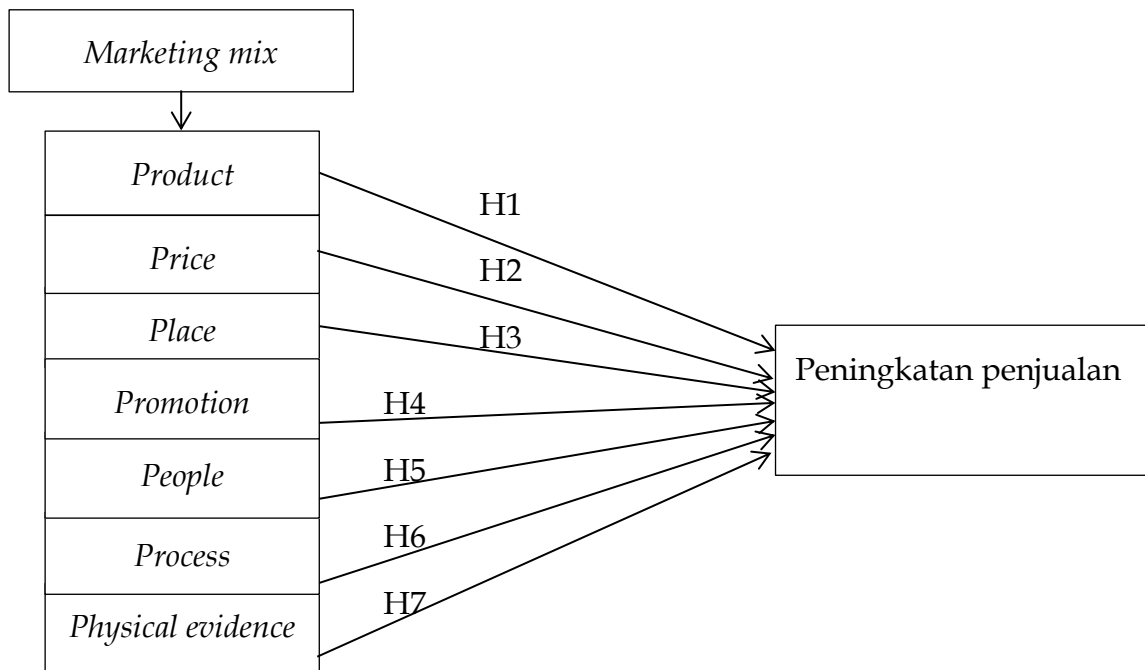 Marketing mix
Product
H1
Price
H2
Place
H3
Peningkatan penjualan
Promotion
H4
People
H5
Process
H6
Physical evidence
H7